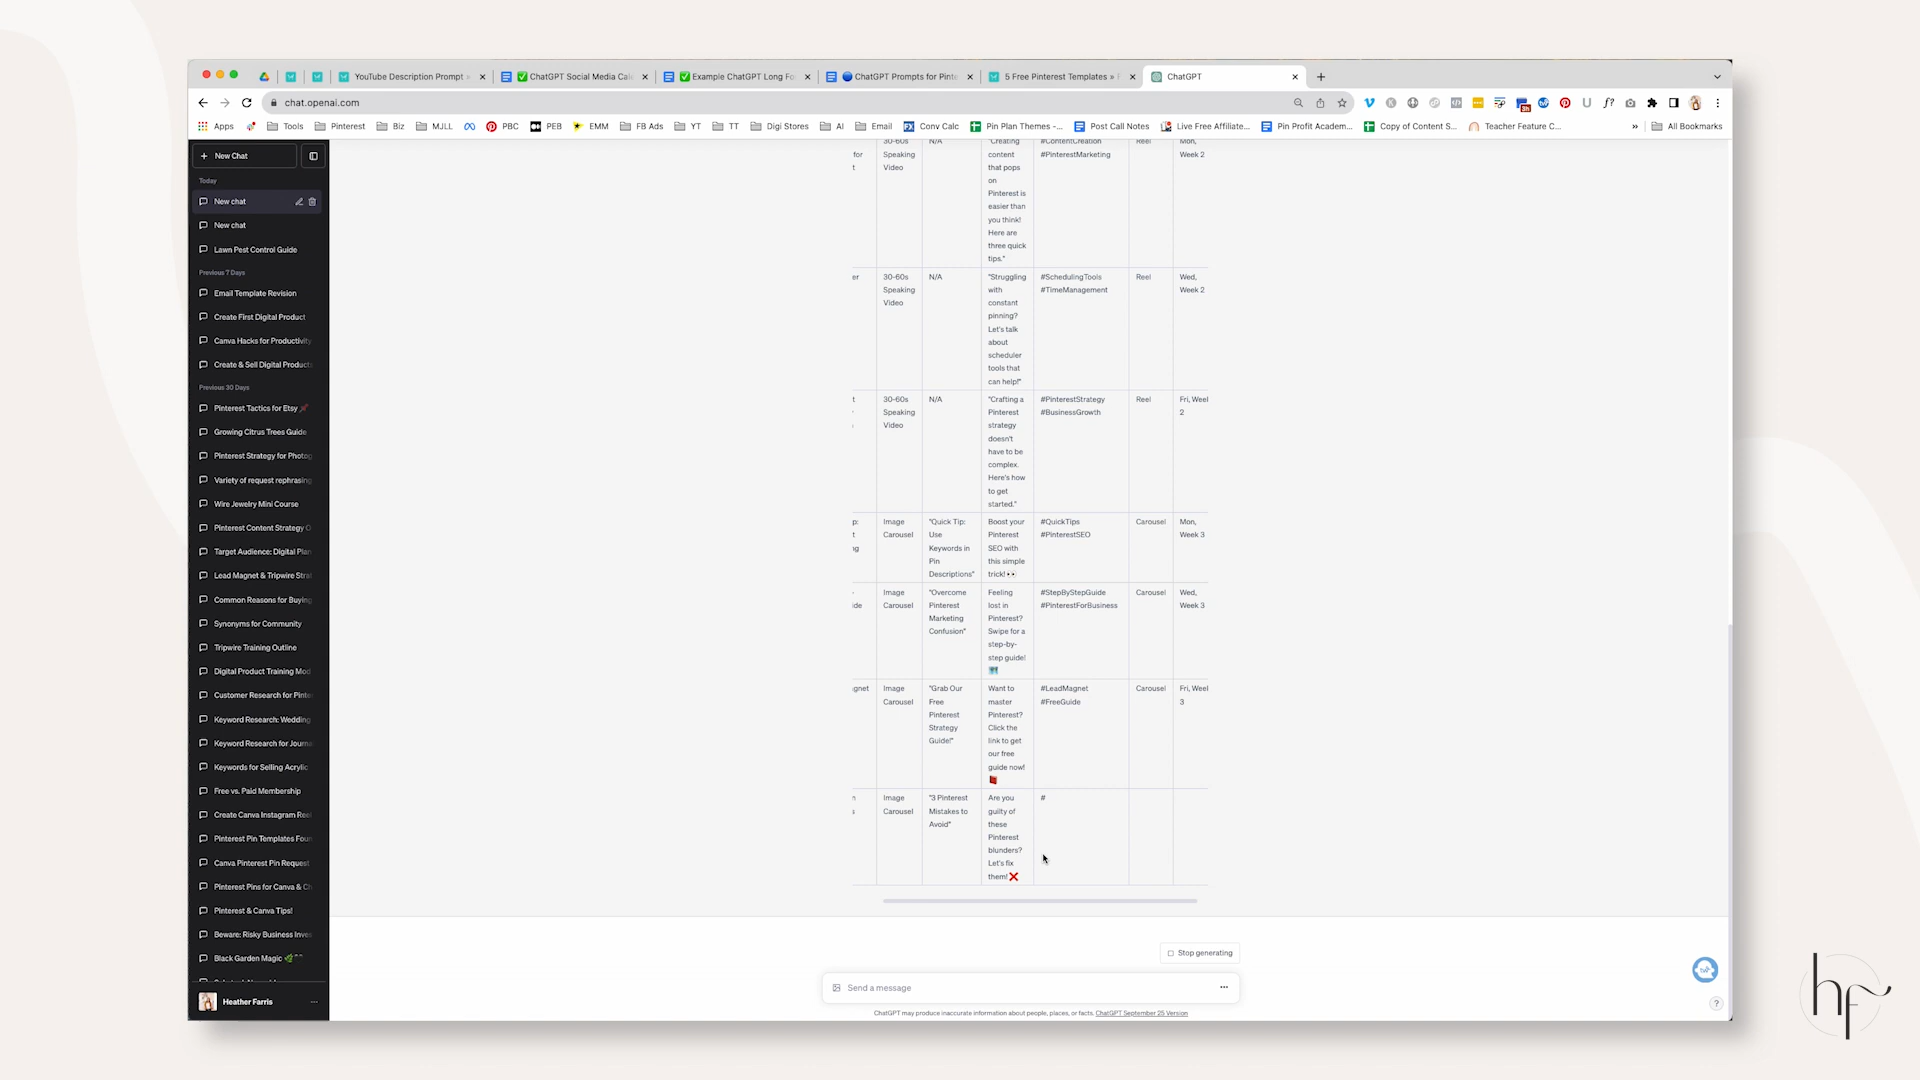 YouTube Description Prompt
ChatGPT Social Media Cal
Example ChatGPT Long Fo
ChatGPT Prompts for Pinte
5 Free Pinterest Templates »
ChatGPT
chat.openai.com
Apps
Tools
Pinterest
Biz
MJLL
PBC
PEB
EMM
FB Ads
YT
TT
Digi Stores
AI
Email
Conv Calc
Pin Plan Themes -...
Post Call Notes
Live Free Affiliate...
Pin Profit Academ...
Copy of Content S...
Teacher Feature C...
»
All Bookmarks
New Chat
Today
New chat
New chat
Lawn Pest Control Guide
Previous 7 Days
Email Template Revision
Create First Digital Product
Canva Hacks for Productivity
Create & Sell Digital Products
Previous 30 Days
Pinterest Tactics for Etsy
Growing Citrus Trees Guide
Pinterest Strategy for Photog
Variety of request rephrasing
Wire Jewelry Mini Course
Pinterest Content Strategy
Target Audience: Digital Plan
Lead Magnet & Tripwire Strat
Common Reasons for Buying
Synonyms for Community
Tripwire Training Outline
Digital Product Training Mod
Customer Research for Pinte
Keyword Research: Wedding
Keyword Research for Journa
Keywords for Selling Acrylic
Free vs. Paid Membership
Create Canva Instagram Ree
Pinterest Pin Templates Foun
Canva Pinterest Pin Request
Pinterest Pins for Canva & Ch
Pinterest & Canva Tips!
Beware: Risky Business Inves
Black Garden Magic
Heather Farris
for
t
30-60s
Speaking
Video
N/A
"Creating
content
that pops
on
Pinterest is
easier than
you think!
Here are
three quick
tips."
#ContentCreation
#PinterestMarketing
Reel
Mon,
Week 2
er
30-60s
Speaking
Video
N/A
"Struggling
with
constant
pinning?
Let's talk
about
scheduler
tools that
can help!"
#SchedulingTools
#TimeManagement
Reel
Wed,
Week 2
t
30-60s
Speaking
Video
N/A
"Crafting a
Pinterest
strategy
doesn't
have to be
complex.
Here's how
to get
started."
#PinterestStrategy
#BusinessGrowth
Reel
Fri, Week
2
p:
t
ng
Image
Carousel
"Quick Tip:
Use
Keywords in
Pin
Descriptions"
Boost your
Pinterest
SEO with
this simple
trick! 👀
#QuickTips
#PinterestSEO
Carousel
Mon,
Week 3
-
ide
Image
Carousel
"Overcome
Pinterest
Marketing
Confusion"
Feeling
lost in
Pinterest?
Swipe for a
step-by-
step guide!
#StepByStepGuide
#PinterestForBusiness
Carousel
Wed,
Week 3
gnet
Image
Carousel
"Grab Our
Free
Pinterest
Strategy
Guide!"
Want to
master
Pinterest?
Click the
link to get
our free
guide now!
#LeadMagnet
#FreeGuide
Carousel
Fri, Week
3
n
s
Image
Carousel
"3 Pinterest
Mistakes to
Avoid"
Are you
guilty of
these
Pinterest
blunders?
Let's fix
them! ❌
#
Stop generating
Send a message
ChatGPT may produce inaccurate information about people, places, or facts. ChatGPT September 25 Version
?
hf